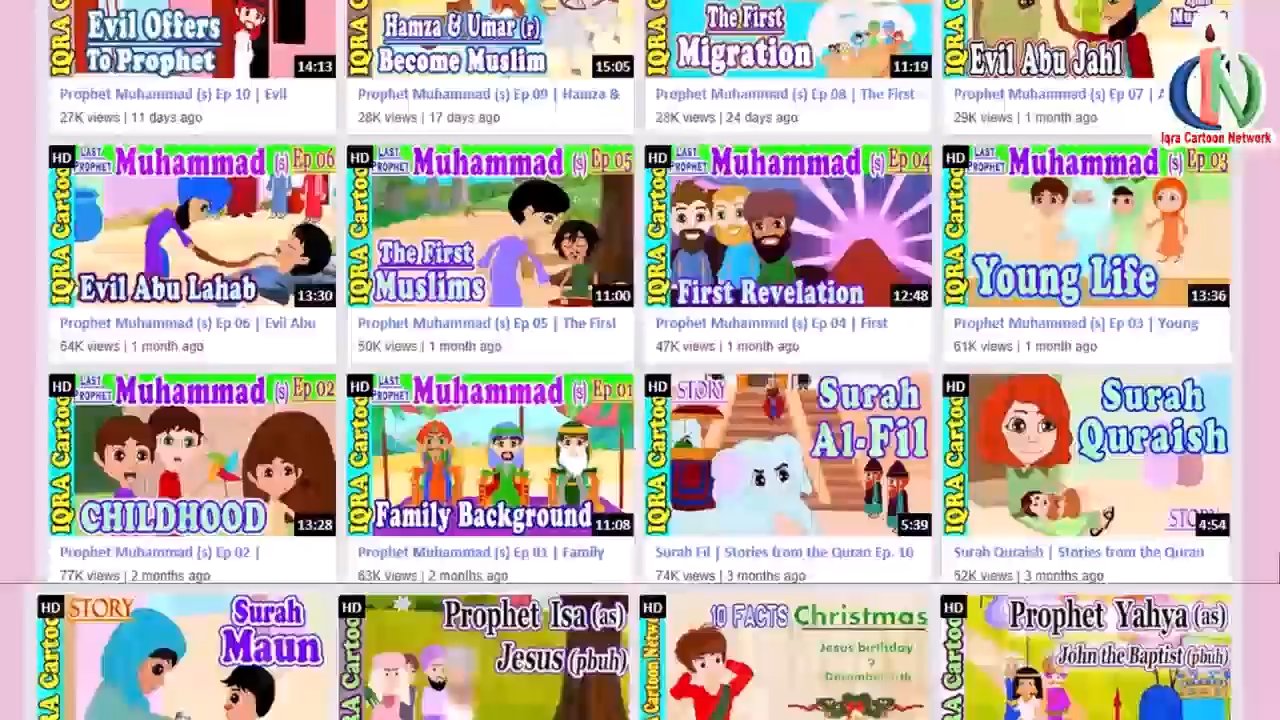 Evil Offers
To Prophet
14:13
Hamza & Umar (r)
Become Muslim
15:05
The First
Migration
11:19
Evil Abu Jahl
Iqra Cartoon Network
Prophet Muhammad (s) Ep 10 | Evil
27K views | 11 days ago
Prophet Muhammad (s) Ep 09 | Hamza &
28K views | 17 days ago
Prophet Muhammad (s) Ep 08 | The First
28K views | 24 days ago
Prophet Muhammad (s) Ep 07 | A
29K views | 1 month ago
HD LAST PROPHET Muhammad (s) Ep 06
IQRA Cartoo
Evil Abu Lahab
13:30
HD LAST PROPHET Muhammad (s) Ep 05
IQRA Cartoo
The First
Muslims
11:00
HD LAST PROPHET Muhammad (s) Ep 04
IQRA Cartoo
First Revelation
12:48
HD LAST PROPHET Muhammad (s) Ep 03
IQRA Cartoo
Young Life
13:36
Prophet Muhammad (s) Ep 06 | Evil Abu
64K views | 1 month ago
Prophet Muhammad (s) Ep 05 | The First
50K views | 1 month ago
Prophet Muhammad (s) Ep 04 | First
47K views | 1 month ago
Prophet Muhammad (s) Ep 03 | Young
61K views | 1 month ago
HD LAST PROPHET Muhammad (s) Ep 02
IQRA Cartoo
CHILDHOOD
13:28
HD LAST PROPHET Muhammad (s) Ep 01
IQRA Cartoo
Family Background
11:08
HD STORY
IQRA Cartoo
Surah
Al-Fil
5:39
HD
IQRA Cartoo
Surah
Quraish
4:54
Prophet Muhammad (s) Ep 02 |
77K views | 2 months ago
Prophet Muhammad (s) Ep 01 | Family
63K views | 2 months ago
Surah Fil | Stories from the Quran Ep. 10
74K views | 3 months ago
Surah Quraish | Stories from the Quran
52K views | 3 months ago
HD STORY
Surah
Maun
HD
Prophet Isa (as)
Jesus (pbuh)
HD
10 FACTS Christmas
Jesus birthday
?
HD
Prophet Yahya (as)
John the Baptist (pbuh)